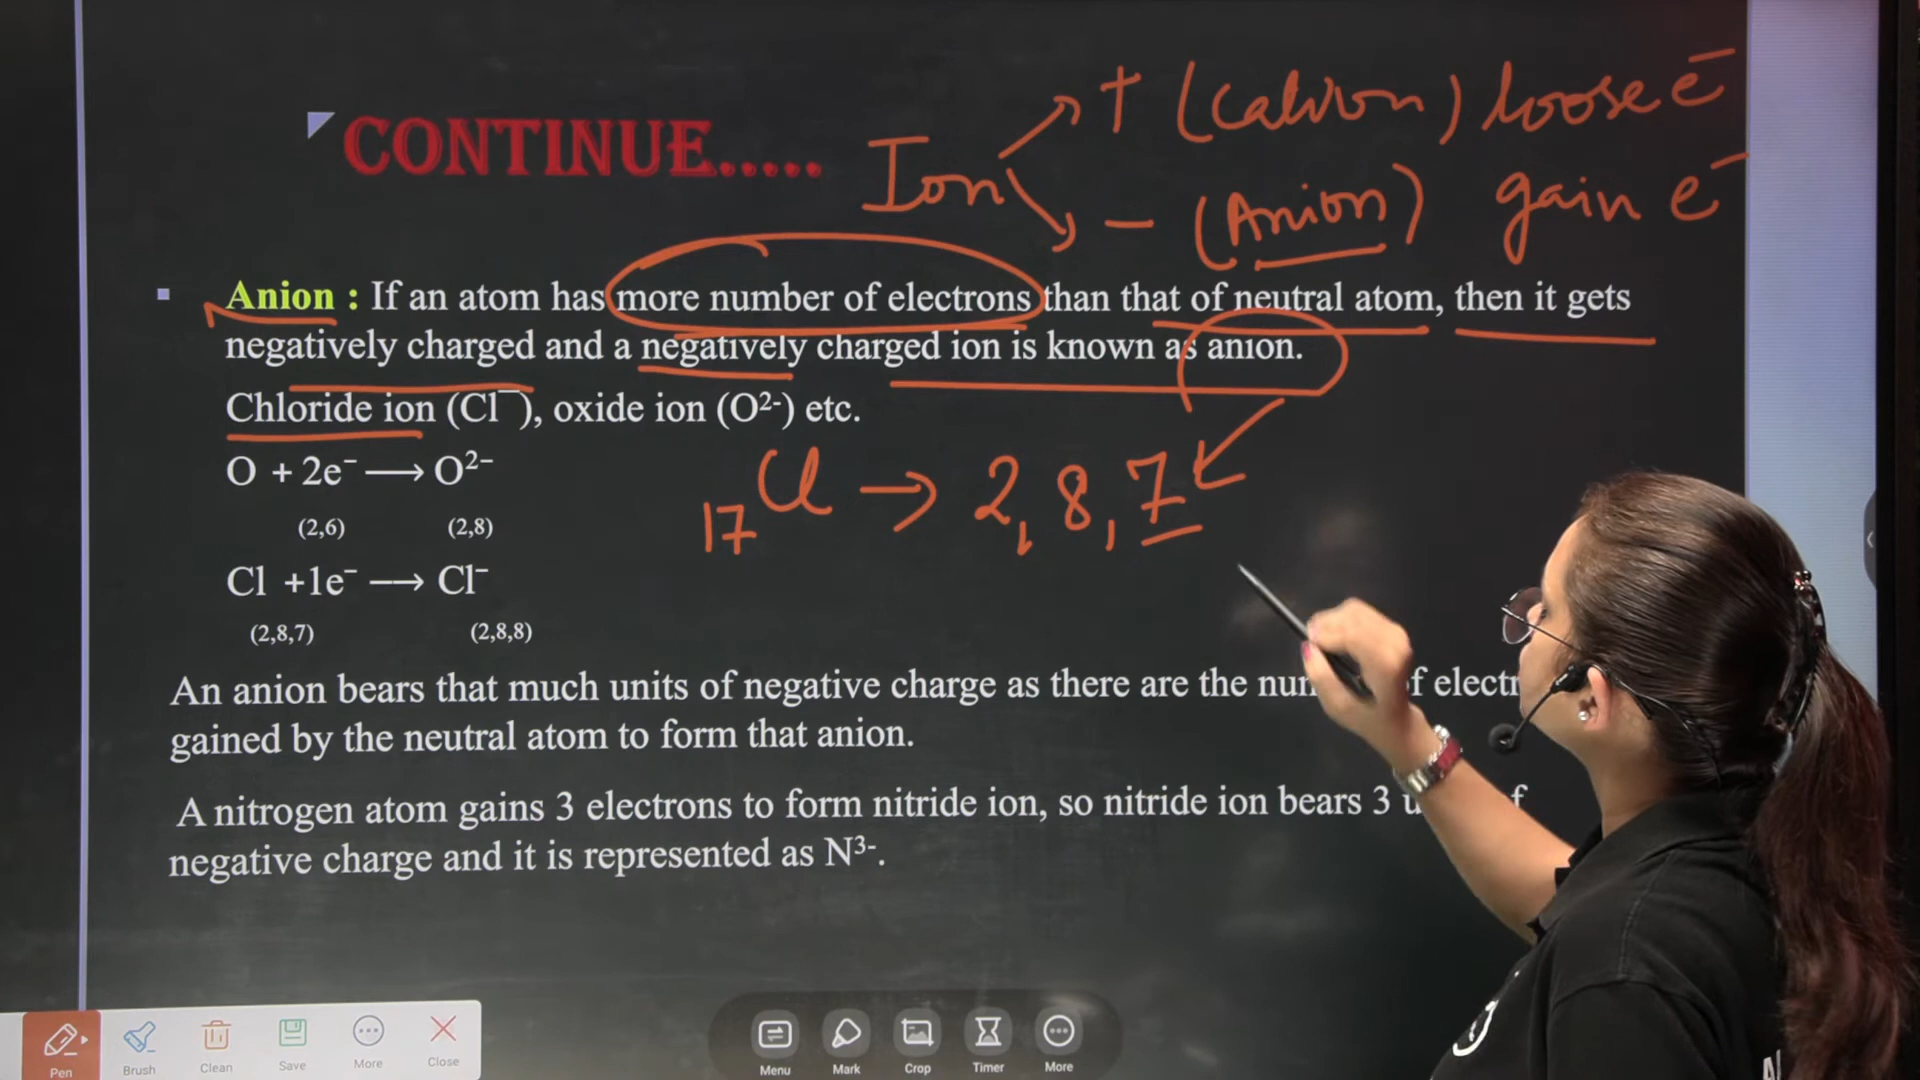 CONTINUE.....
Ion
+ (Cation) loose e⁻
− (Anion) gain e⁻
▪ Anion : If an atom has more number of electrons than that of neutral atom, then it gets
negatively charged and a negatively charged ion is known as anion.
Chloride ion (Cl⁻), oxide ion (O²⁻) etc.
O + 2e⁻ ⟶ O²⁻
(2,6) (2,8)
₁₇Cl → 2, 8, 7
Cl +1e⁻ ⟶ Cl⁻
(2,8,7) (2,8,8)
An anion bears that much units of negative charge as there are the f
gained by the neutral atom to form that anion.
A nitrogen atom gains 3 electrons to form nitride ion, so nitride ion bears 3 f
negative charge and it is represented as N³⁻.
Pen Brush Clean Save More Close
Menu Mark Crop Timer More